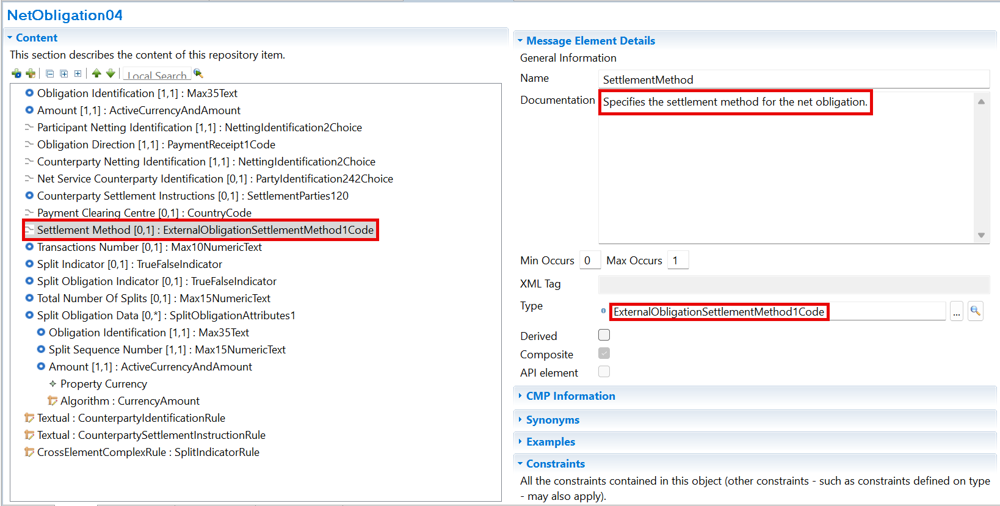 NetObligation04
Content
This section describes the content of this repository item.
Local Search
Obligation Identification [1,1] : Max35Text
Amount [1,1] : ActiveCurrencyAndAmount
Participant Netting Identification [1,1] : NettingIdentification2Choice
Obligation Direction [1,1] : PaymentReceipt1Code
Counterparty Netting Identification [1,1] : NettingIdentification2Choice
Net Service Counterparty Identification [0,1] : PartyIdentification242Choice
Counterparty Settlement Instructions [0,1] : SettlementParties120
Payment Clearing Centre [0,1] : CountryCode
Settlement Method [0,1] : ExternalObligationSettlementMethod1Code
Transactions Number [0,1] : Max10NumericText
Split Indicator [0,1] : TrueFalseIndicator
Split Obligation Indicator [0,1] : TrueFalseIndicator
Total Number Of Splits [0,1] : Max15NumericText
Split Obligation Data [0,*] : SplitObligationAttributes1
Obligation Identification [1,1] : Max35Text
Split Sequence Number [1,1] : Max15NumericText
Amount [1,1] : ActiveCurrencyAndAmount
Property Currency
Algorithm : CurrencyAmount
Textual : CounterpartyIdentificationRule
Textual : CounterpartySettlementInstructionRule
CrossElementComplexRule : SplitIndicatorRule
Message Element Details
General Information
Name SettlementMethod
Documentation Specifies the settlement method for the net obligation.
Min Occurs 0 Max Occurs 1
XML Tag
Type ExternalObligationSettlementMethod1Code ...
Derived
Composite
API element
CMP Information
Synonyms
Examples
Constraints
All the constraints contained in this object (other constraints - such as constraints defined on type
- may also apply).